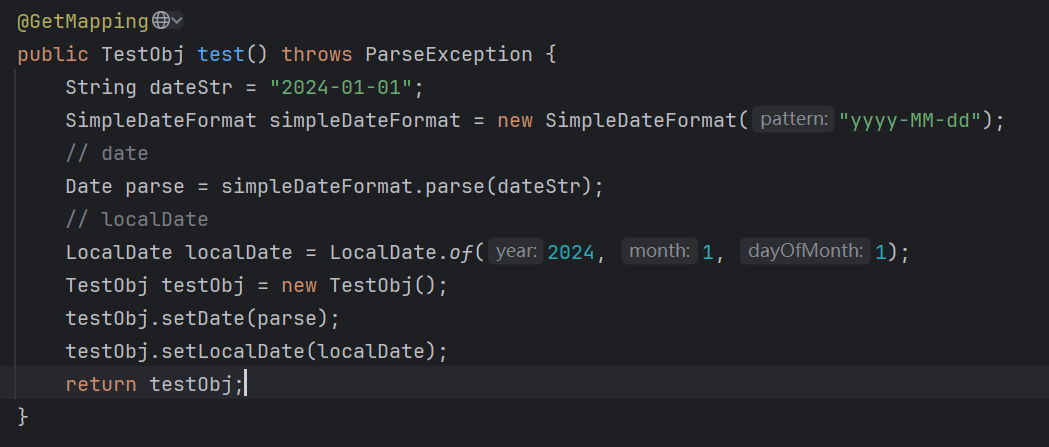 @GetMapping
public TestObj test() throws ParseException {
String dateStr = "2024-01-01";
SimpleDateFormat simpleDateFormat = new SimpleDateFormat( pattern: "yyyy-MM-dd");
// date
Date parse = simpleDateFormat.parse(dateStr);
// localDate
LocalDate localDate = LocalDate.of( year: 2024, month: 1, dayOfMonth: 1);
TestObj testObj = new TestObj();
testObj.setDate(parse);
testObj.setLocalDate(localDate);
return testObj;
}